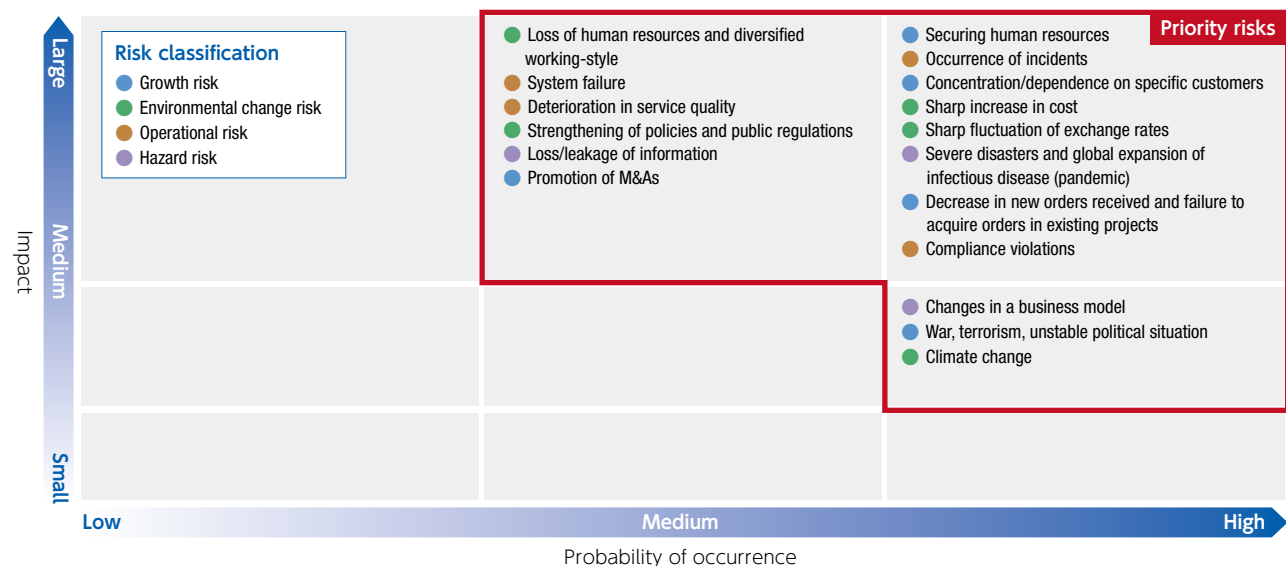 Large
Medium
Small
Impact
Risk classification
Growth risk
Environmental change risk
Operational risk
Hazard risk
Loss of human resources and diversified
working-style
System failure
Deterioration in service quality
Strengthening of policies and public regulations
Loss/leakage of information
Promotion of M&As
Priority risks
Securing human resources
Occurrence of incidents
Concentration/dependence on specific customers
Sharp increase in cost
Sharp fluctuation of exchange rates
Severe disasters and global expansion of
infectious disease (pandemic)
Decrease in new orders received and failure to
acquire orders in existing projects
Compliance violations
Changes in a business model
War, terrorism, unstable political situation
Climate change
Low
Medium
High
Probability of occurrence